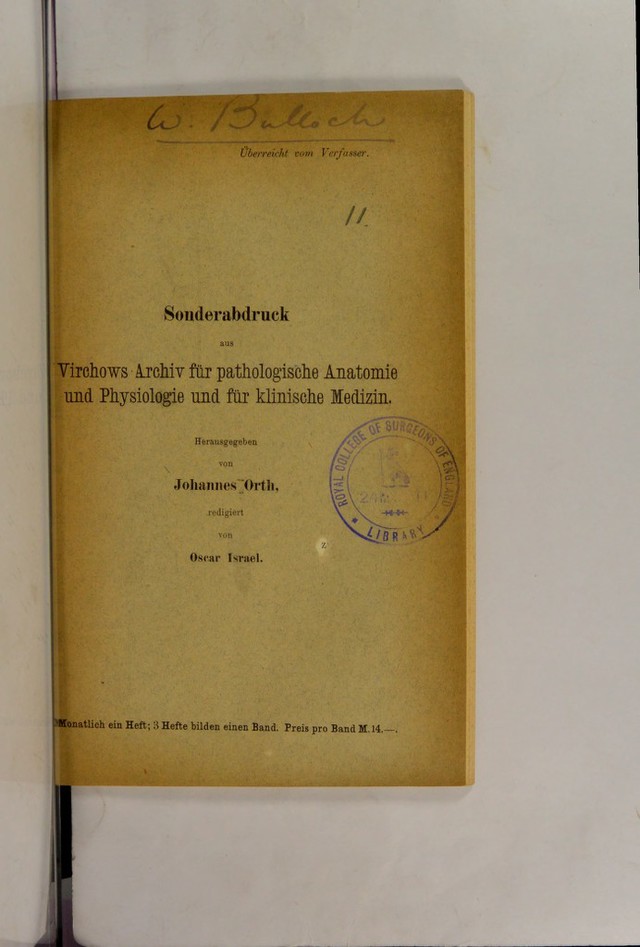 W. Bulloch
Überreicht vom Verfasser.
11.
Sonderabdruck
aus
Virchows Archiv für pathologische Anatomie
und Physiologie und für klinische Medizin.
Herausgegeben
von
Johannes Orth,
redigiert
von
Oscar Israel.
z
ROYAL COLLEGE OF SURGEONS OF ENGLAND
LIBRARY
Monatlich ein Heft; 3 Hefte bilden einen Band. Preis pro Band M. 14.—.